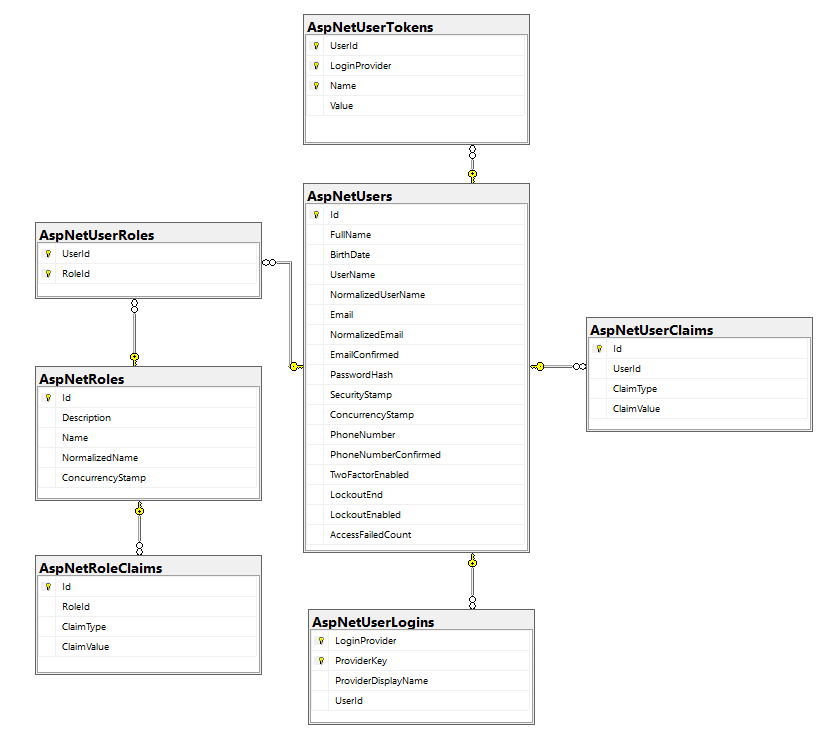 AspNetUserTokens
UserId
LoginProvider
Name
Value
AspNetUsers
Id
FullName
BirthDate
UserName
NormalizedUserName
Email
NormalizedEmail
EmailConfirmed
PasswordHash
SecurityStamp
ConcurrencyStamp
PhoneNumber
PhoneNumberConfirmed
TwoFactorEnabled
LockoutEnd
LockoutEnabled
AccessFailedCount
AspNetUserRoles
UserId
RoleId
AspNetRoles
Id
Description
Name
NormalizedName
ConcurrencyStamp
AspNetRoleClaims
Id
RoleId
ClaimType
ClaimValue
AspNetUserClaims
Id
UserId
ClaimType
ClaimValue
AspNetUserLogins
LoginProvider
ProviderKey
ProviderDisplayName
UserId